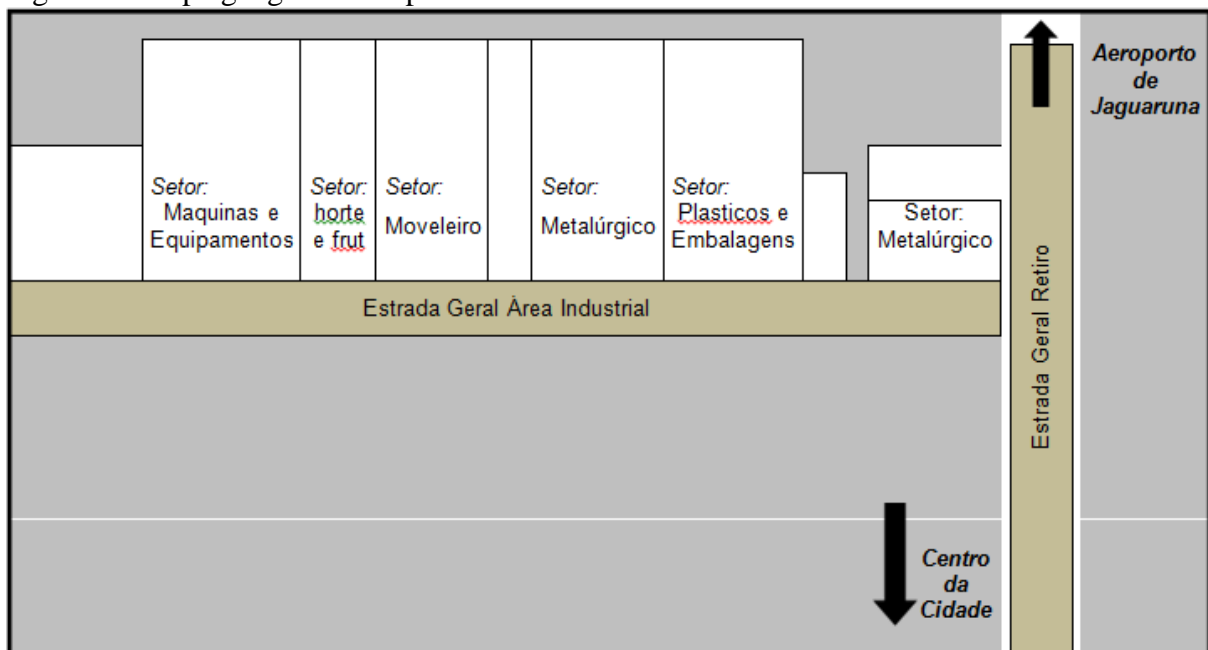 Aeroporto
de
Jaguaruna
Setor:
Maquinas e
Equipamentos
Setor:
horte
e frut
Setor:
Moveleiro
Setor:
Metalúrgico
Setor:
Plasticos e
Embalagens
Setor:
Metalúrgico
Estrada Geral Área Industrial
Estrada Geral Retiro
Centro
da
Cidade